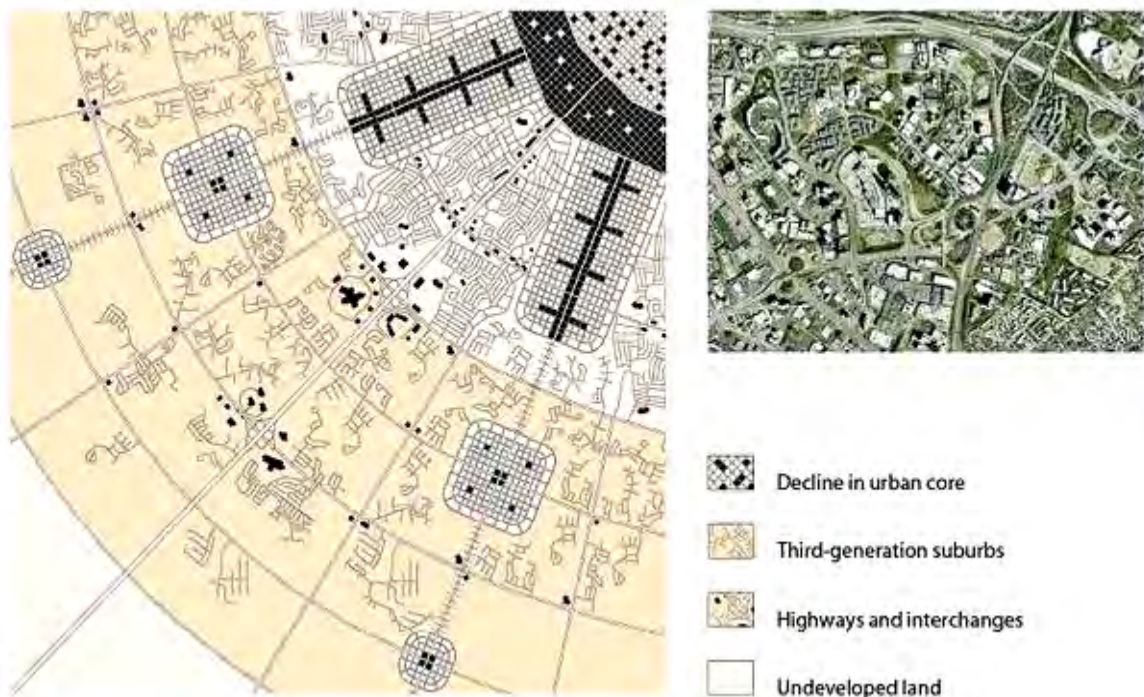 Decline in urban core
Third-generation suburbs
Highways and interchanges
Undeveloped land